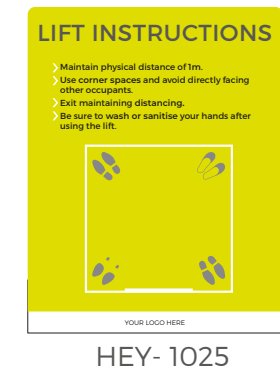 LIFT INSTRUCTIONS
Maintain physical distance of 1m.
Use corner spaces and avoid directly facing
other occupants.
Exit maintaining distancing.
Be sure to wash or sanitise your hands after
using the lift.
YOUR LOGO HERE
HEY- 1025